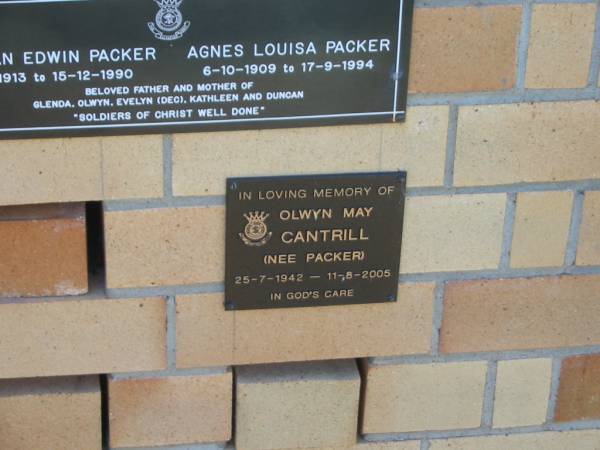 AN EDWIN PACKER AGNES LOUISA PACKER
1913 to 15-12-1990 6-10-1909 to 17-9-1994
BELOVED FATHER AND MOTHER OF
GLENDA, OLWYN, EVELYN (DEC), KATHLEEN AND DUNCAN
"SOLDIERS OF CHRIST WELL DONE"
IN LOVING MEMORY OF
OLWYN MAY
CANTRILL
(NEE PACKER)
25-7-1942 — 11-8-2005
IN GOD'S CARE